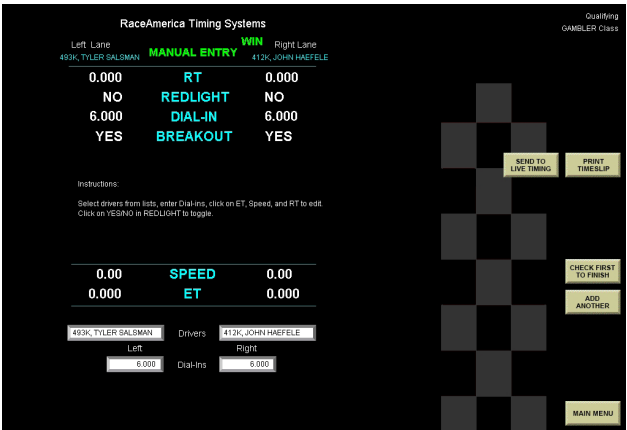 RaceAmerica Timing Systems
Qualifying
GAMBLER Class
Left Lane MANUAL ENTRY WIN Right Lane
493K, TYLER SALSMAN 412K, JOHN HAEFELE
0.000 RT 0.000
NO REDLIGHT NO
6.000 DIAL-IN 6.000
YES BREAKOUT YES
SEND TO
LIVE TIMING
PRINT
TIMESLIP
Instructions:
Select drivers from lists, enter Dial-ins, click on ET, Speed, and RT to edit.
Click on YES/NO in REDLIGHT to toggle.
0.00 SPEED 0.00
0.000 ET 0.000
CHECK FIRST
TO FINISH
ADD
ANOTHER
493K, TYLER SALSMAN Drivers 412K, JOHN HAEFELE
Left Right
6.000 Dial-Ins 6.000
MAIN MENU